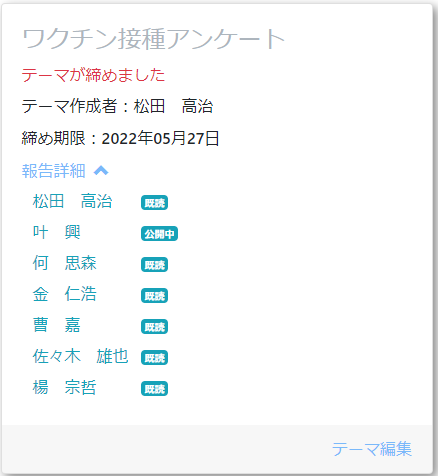 ワクチン接種アンケート
テーマが締めました
テーマ作成者：松田　高治
締め期限：2022年05月27日
報告詳細
松田　高治 既読
叶　興 公開中
何　思森 既読
金　仁浩 既読
曹　嘉 既読
佐々木　雄也 既読
楊　宗哲 既読
テーマ編集